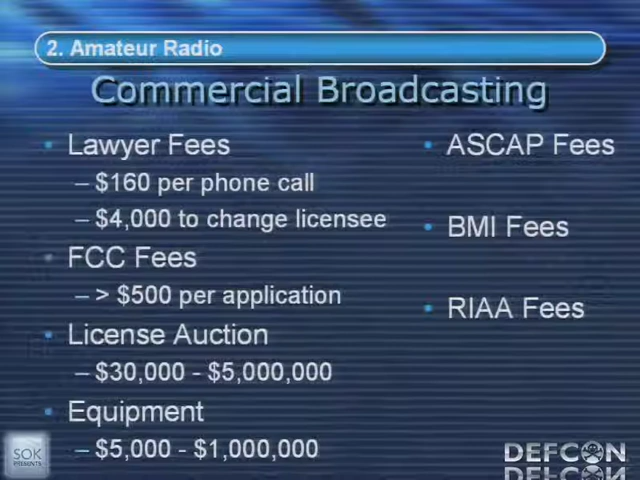 2. Amateur Radio
Commercial Broadcasting
• Lawyer Fees
– $160 per phone call
– $4,000 to change licensee
• FCC Fees
– > $500 per application
• License Auction
– $30,000 - $5,000,000
• Equipment
– $5,000 - $1,000,000
• ASCAP Fees
• BMI Fees
• RIAA Fees
SOK
PRESENTS
DEFCON